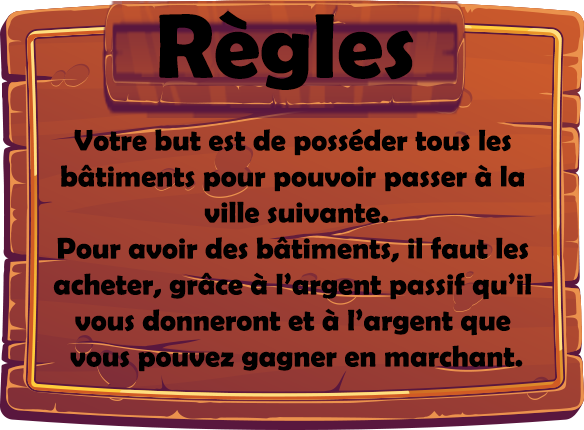 Règles
Votre but est de posséder tous les
bâtiments pour pouvoir passer à la
ville suivante.
Pour avoir des bâtiments, il faut les
acheter, grâce à l'argent passif qu'il
vous donneront et à l'argent que
vous pouvez gagner en marchant.